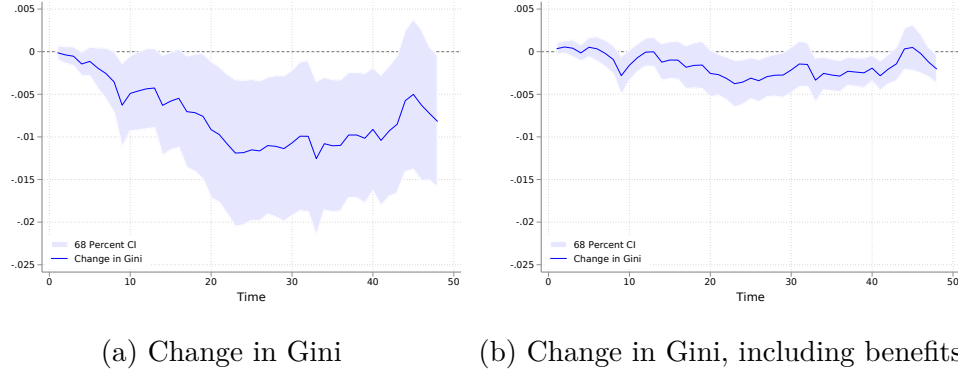 .005
0
-.005
-.01
-.015
-.02
-.025
68 Percent CI
Change in Gini
0 10 20 30 40 50
Time
(a) Change in Gini
.005
0
-.005
-.01
-.015
-.02
-.025
68 Percent CI
Change in Gini
0 10 20 30 40 50
Time
(b) Change in Gini, including benefits